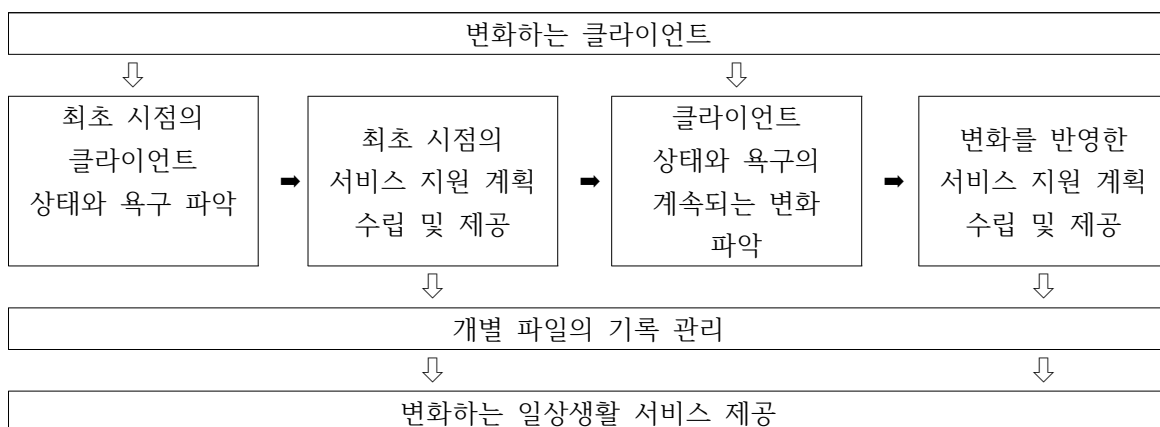 변화하는 클라이언트
⇩ ⇩
최초 시점의
클라이언트
상태와 욕구 파악
➡
최초 시점의
서비스 지원 계획
수립 및 제공
➡
클라이언트
상태와 욕구의
계속되는 변화
파악
➡
변화를 반영한
서비스 지원 계획
수립 및 제공
⇩ ⇩
개별 파일의 기록 관리
⇩ ⇩
변화하는 일상생활 서비스 제공